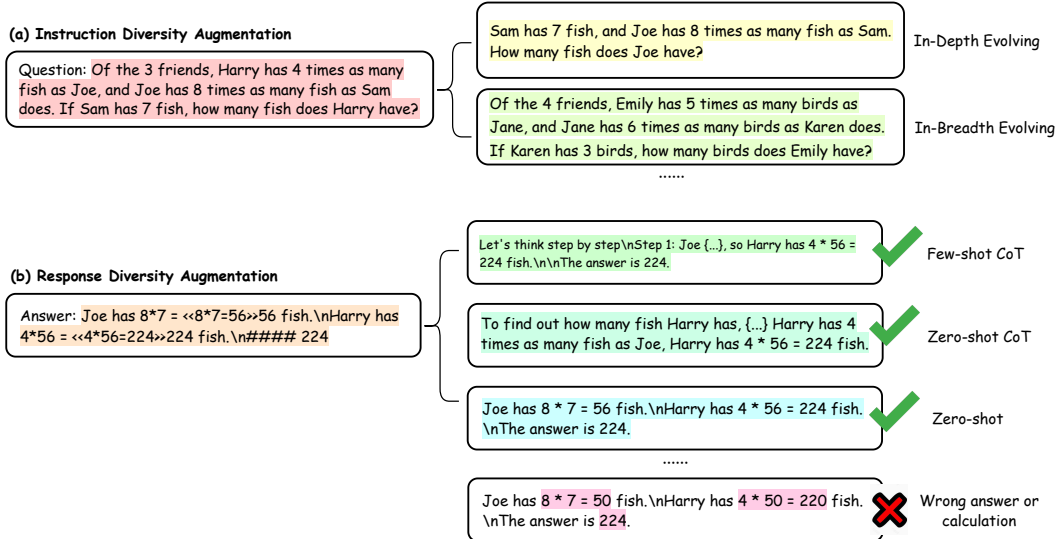 (a) Instruction Diversity Augmentation
Question: Of the 3 friends, Harry has 4 times as many
fish as Joe, and Joe has 8 times as many fish as Sam
does. If Sam has 7 fish, how many fish does Harry have?
Sam has 7 fish, and Joe has 8 times as many fish as Sam.
How many fish does Joe have?
In-Depth Evolving
Of the 4 friends, Emily has 5 times as many birds as
Jane, and Jane has 6 times as many birds as Karen does.
If Karen has 3 birds, how many birds does Emily have?
In-Breadth Evolving
......
(b) Response Diversity Augmentation
Answer: Joe has 8*7 = <<8*7=56>>56 fish.\nHarry has
4*56 = <<4*56=224>>224 fish.\n#### 224
Let's think step by step\nStep 1: Joe {...}, so Harry has 4 * 56 =
224 fish.\n\nThe answer is 224.
Few-shot CoT
To find out how many fish Harry has, {...} Harry has 4
times as many fish as Joe, Harry has 4 * 56 = 224 fish.
Zero-shot CoT
Joe has 8 * 7 = 56 fish.\nHarry has 4 * 56 = 224 fish.
\nThe answer is 224.
Zero-shot
......
Joe has 8 * 7 = 50 fish.\nHarry has 4 * 50 = 220 fish.
\nThe answer is 224.
Wrong answer or
calculation